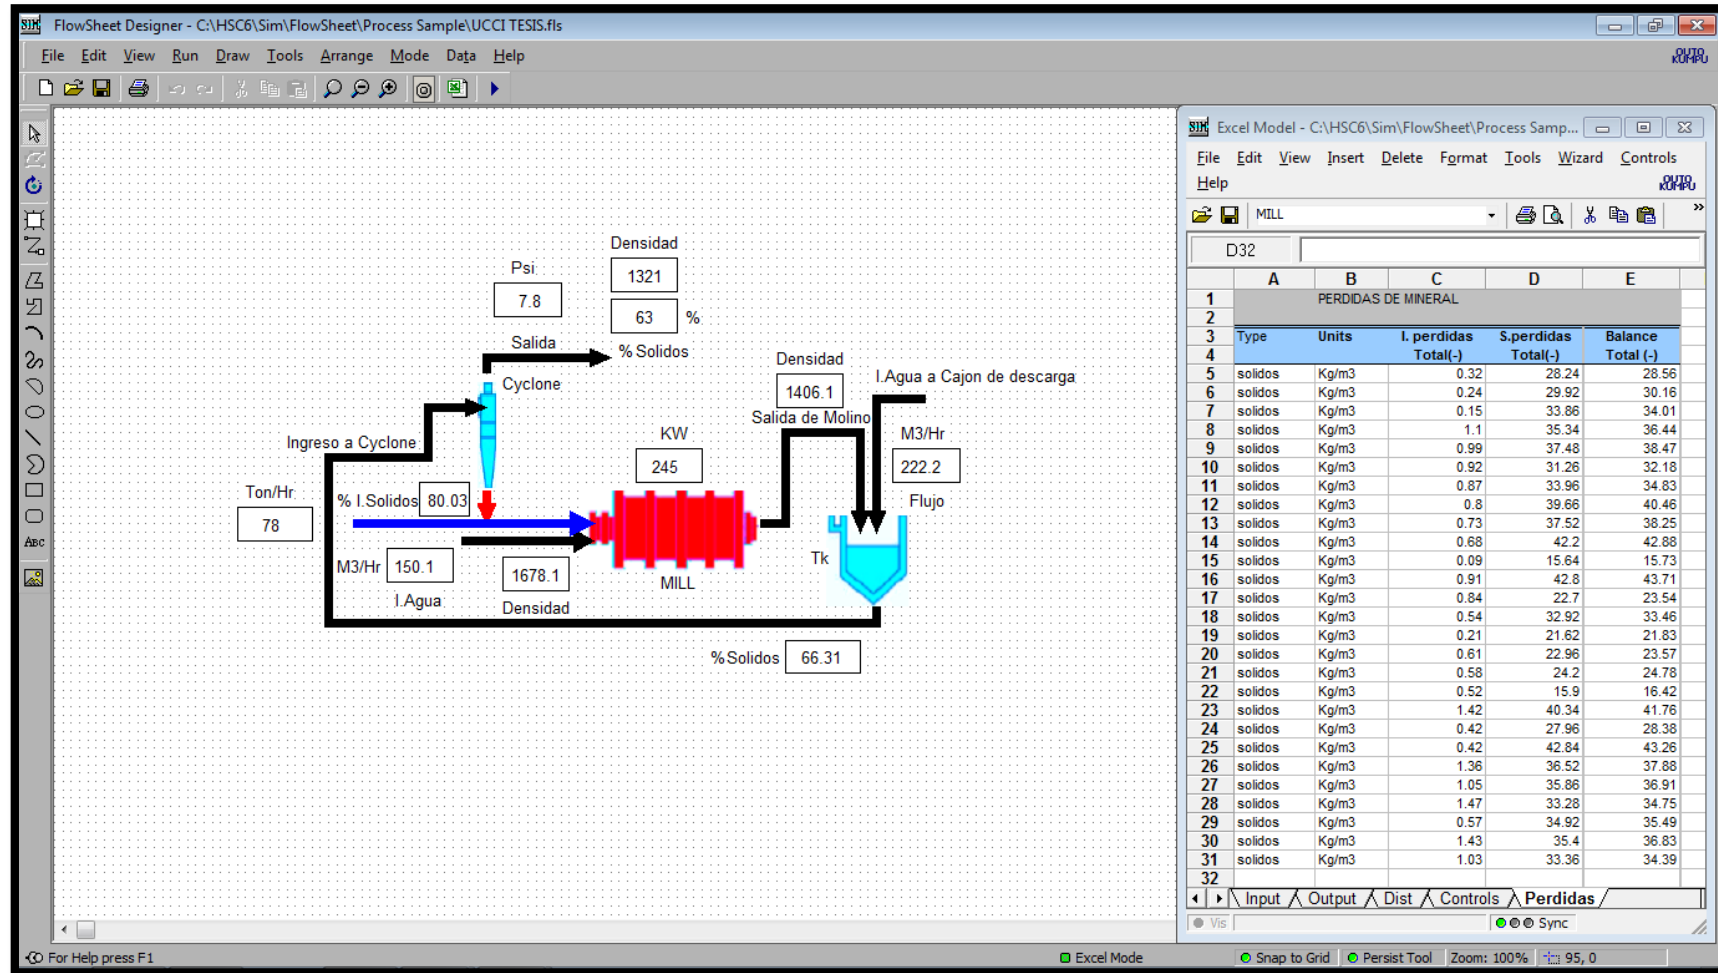 SIM FlowSheet Designer - C:\HSC6\Sim\FlowSheet\Process Sample\UCCI TESIS.fls
File Edit View Run Draw Tools Arrange Mode Data Help
OUTO
KUMPU
ABC
Densidad
1321
Psi
7.8
63 %
Salida
% Solidos
Cyclone
Densidad
1406.1
I.Agua a Cajon de descarga
Salida de Molino
Ingreso a Cyclone
KW
245
M3/Hr
222.2
Flujo
Ton/Hr
78
% I.Solidos 80.03
M3/Hr 150.1
I.Agua
1678.1
Densidad
MILL
Tk
%Solidos 66.31
SIM Excel Model - C:\HSC6\Sim\FlowSheet\Process Samp...
File Edit View Insert Delete Format Tools Wizard Controls
Help
OUTO
KUMPU
MILL »
D32
A B C D E
1 PERDIDAS DE MINERAL
2
3 Type Units I. perdidas S.perdidas Balance
4 Total(-) Total(-) Total (-)
5 solidos Kg/m3 0.32 28.24 28.56
6 solidos Kg/m3 0.24 29.92 30.16
7 solidos Kg/m3 0.15 33.86 34.01
8 solidos Kg/m3 1.1 35.34 36.44
9 solidos Kg/m3 0.99 37.48 38.47
10 solidos Kg/m3 0.92 31.26 32.18
11 solidos Kg/m3 0.87 33.96 34.83
12 solidos Kg/m3 0.8 39.66 40.46
13 solidos Kg/m3 0.73 37.52 38.25
14 solidos Kg/m3 0.68 42.2 42.88
15 solidos Kg/m3 0.09 15.64 15.73
16 solidos Kg/m3 0.91 42.8 43.71
17 solidos Kg/m3 0.84 22.7 23.54
18 solidos Kg/m3 0.54 32.92 33.46
19 solidos Kg/m3 0.21 21.62 21.83
20 solidos Kg/m3 0.61 22.96 23.57
21 solidos Kg/m3 0.58 24.2 24.78
22 solidos Kg/m3 0.52 15.9 16.42
23 solidos Kg/m3 1.42 40.34 41.76
24 solidos Kg/m3 0.42 27.96 28.38
25 solidos Kg/m3 0.42 42.84 43.26
26 solidos Kg/m3 1.36 36.52 37.88
27 solidos Kg/m3 1.05 35.86 36.91
28 solidos Kg/m3 1.47 33.28 34.75
29 solidos Kg/m3 0.57 34.92 35.49
30 solidos Kg/m3 1.43 35.4 36.83
31 solidos Kg/m3 1.03 33.36 34.39
32
Input Output Dist Controls Perdidas
Vis Sync
For Help press F1 Excel Mode Snap to Grid Persist Tool Zoom: 100% 95, 0